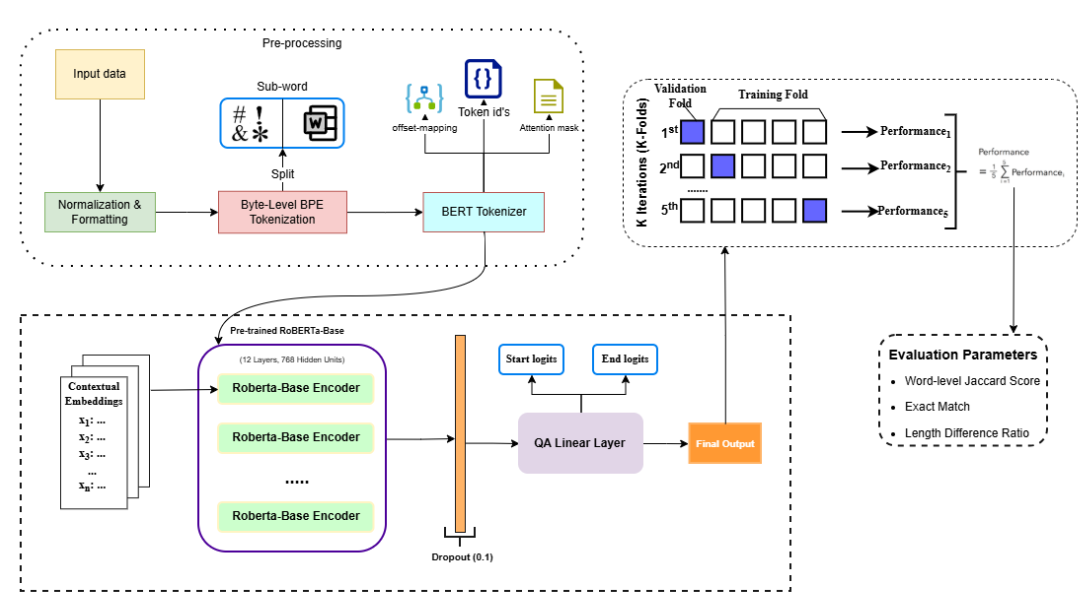 Pre-processing
Input data
Sub-word
# !
& *
W
Split
Normalization &
Formatting
Byte-Level BPE
Tokenization
BERT Tokenizer
{ }
offset-mapping
{}
Token id's
Attention mask
Validation
Fold
Training Fold
K Iterations (K-Folds)
1st
2nd
.......
5th
Performance1
Performance2
Performance5
Performance
= 1/5 ∑ Performance
Pre-trained RoBERTa-Base
(12 Layers, 768 Hidden Units)
Roberta-Base Encoder
Roberta-Base Encoder
.....
Roberta-Base Encoder
Contextual
Embeddings
x1: ...
x2: ...
x3: ...
...
xn: ...
Dropout (0.1)
Start logits
End logits
QA Linear Layer
Final Output
Evaluation Parameters
• Word-level Jaccard Score
• Exact Match
• Length Difference Ratio